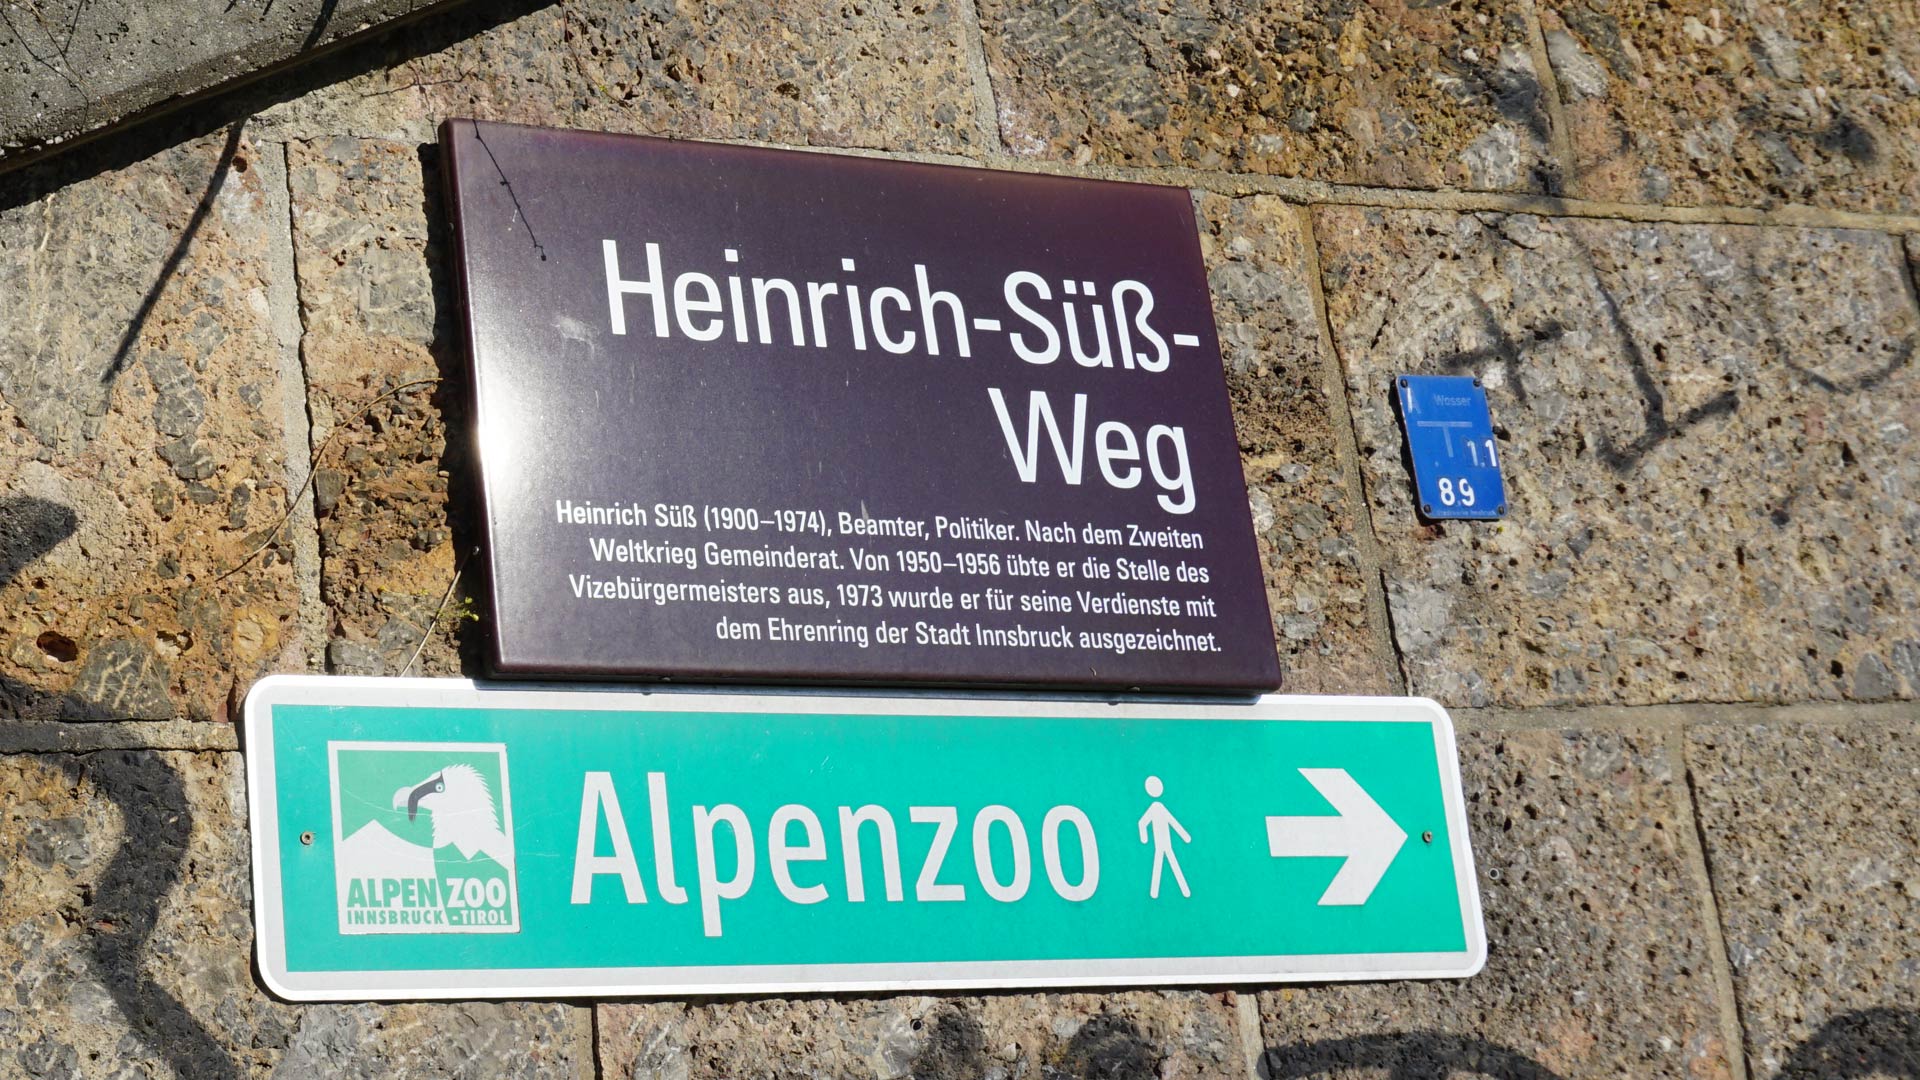 Heinrich-Süß-
Weg
Heinrich Süß (1900–1974), Beamter, Politiker. Nach dem Zweiten
Weltkrieg Gemeinderat. Von 1950–1956 übte er die Stelle des
Vizebürgermeisters aus, 1973 wurde er für seine Verdienste mit
dem Ehrenring der Stadt Innsbruck ausgezeichnet.
Wasser
1.1
8.9
ALPENZOO
INNSBRUCK-TIROL
Alpenzoo